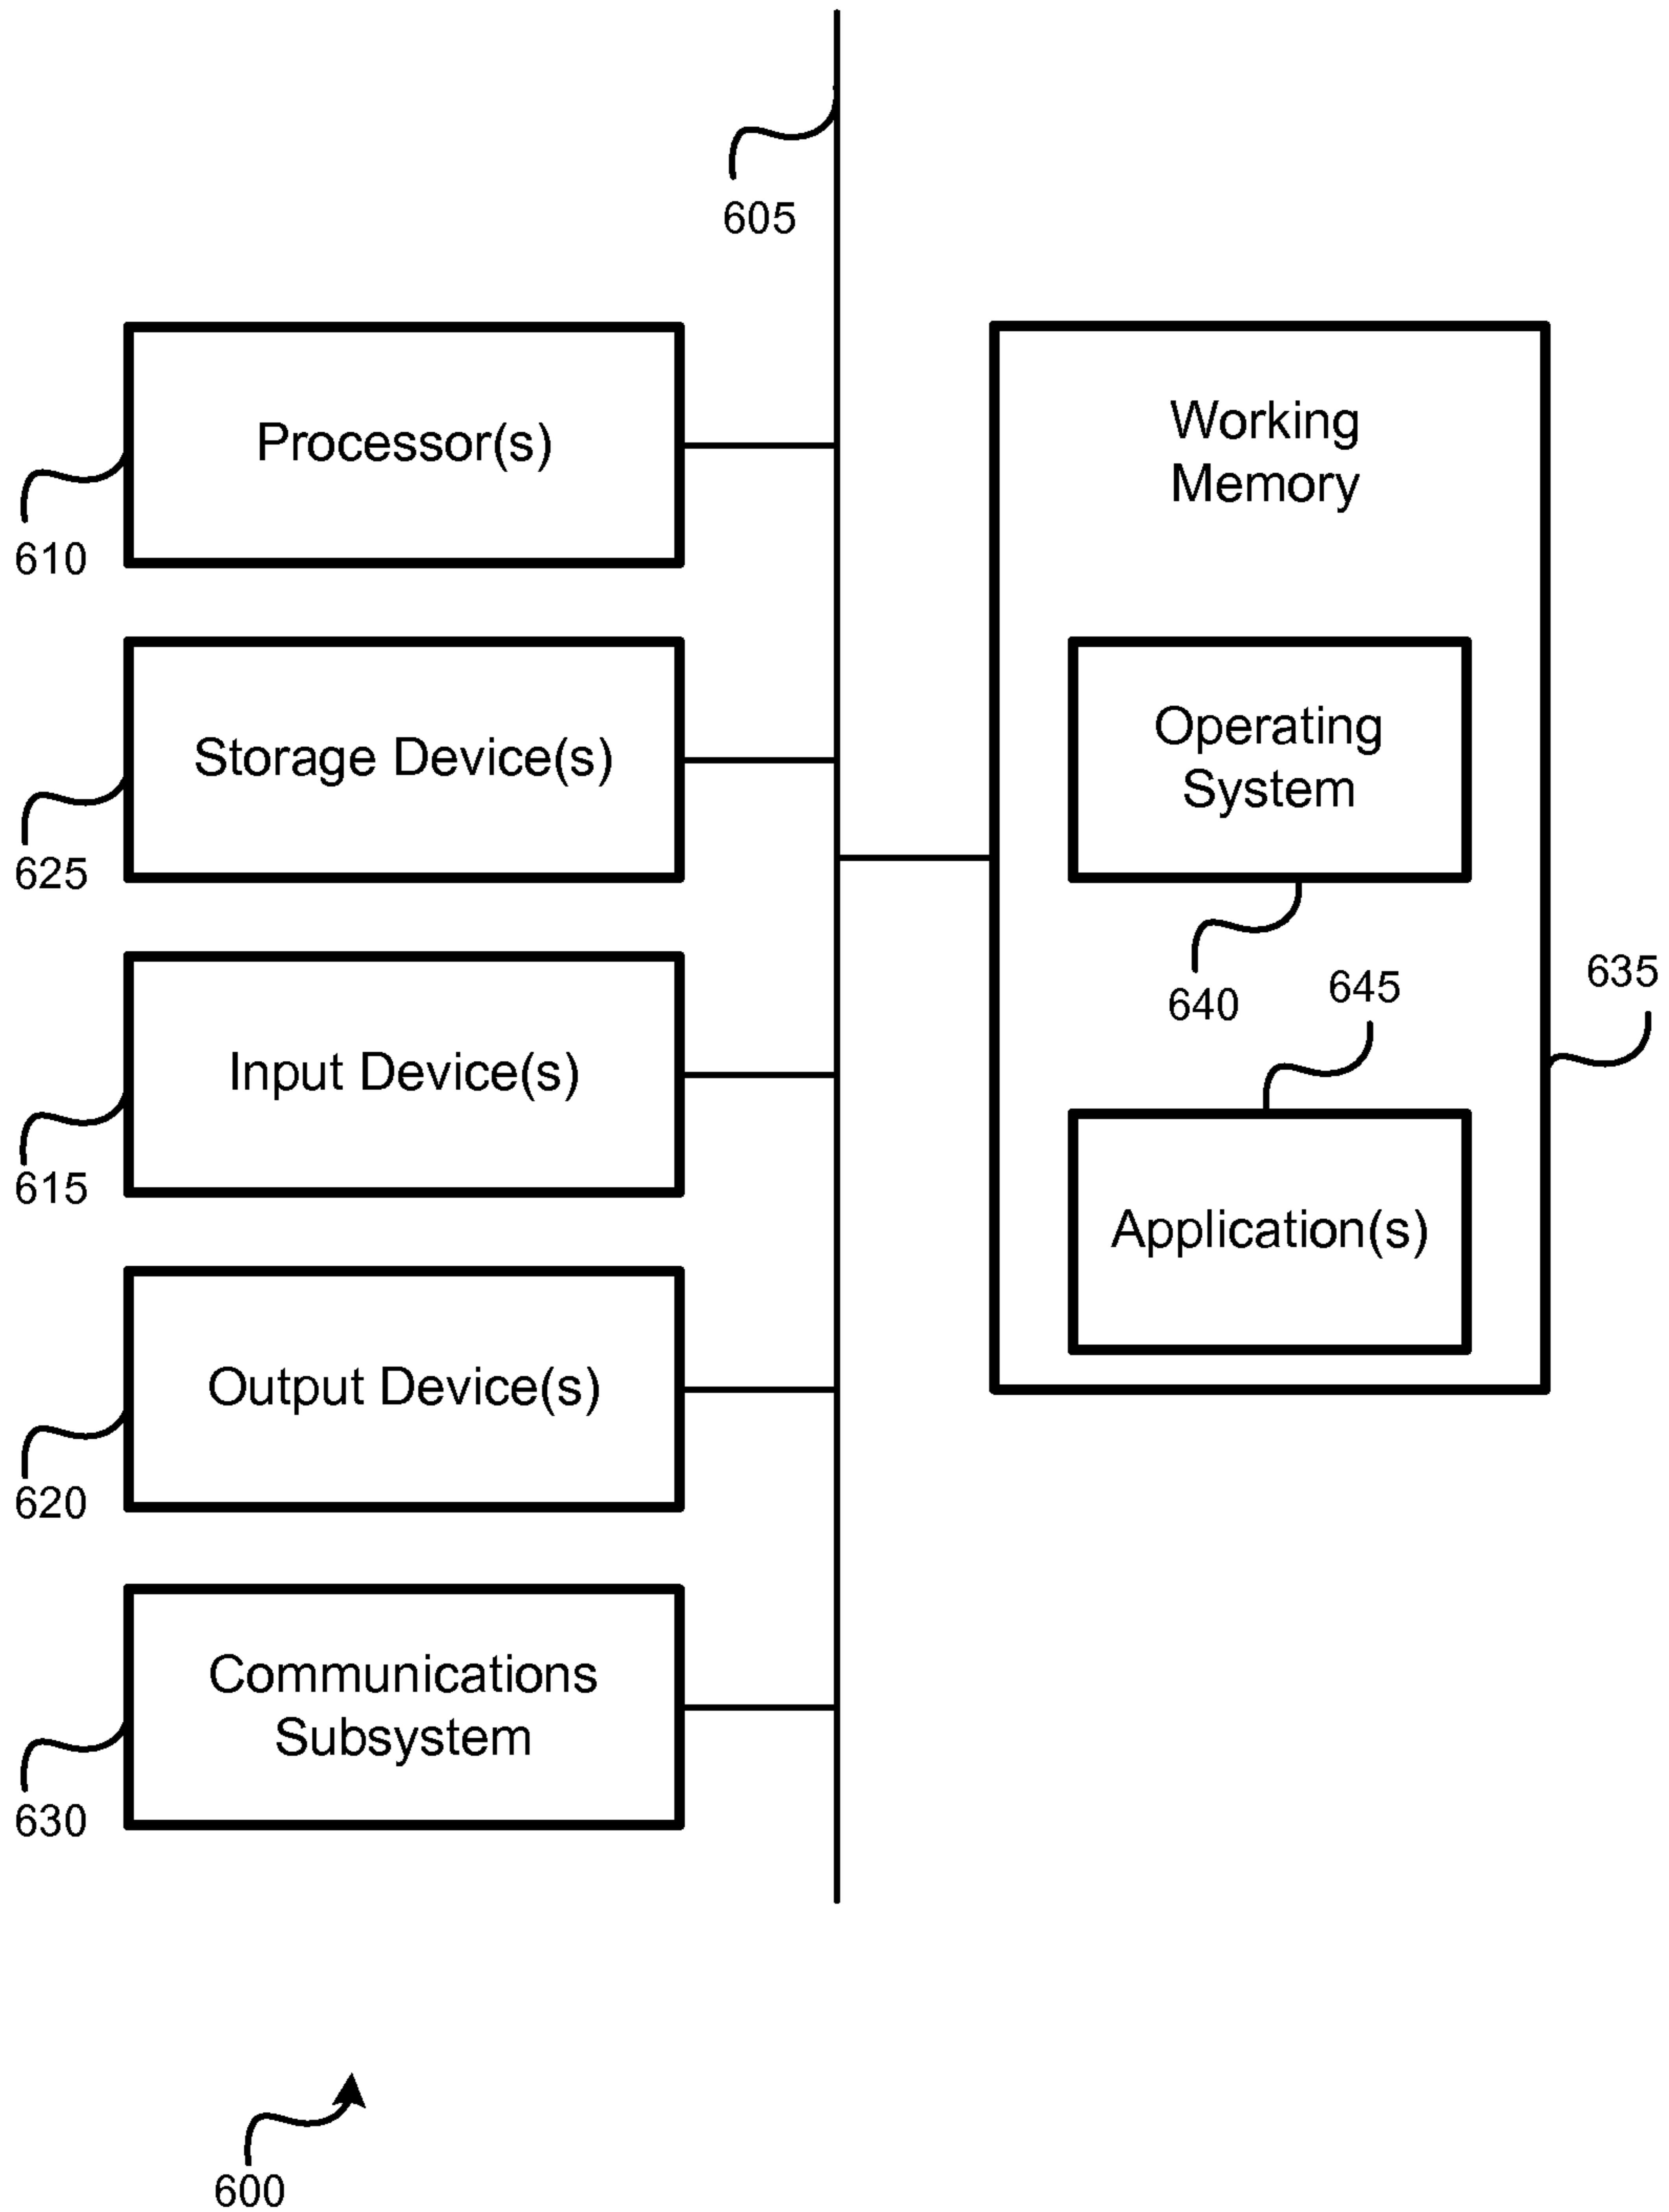 605
Processor(s)
610
Storage Device(s)
625
Input Device(s)
615
Output Device(s)
620
Communications
Subsystem
630
Working
Memory
Operating
System
640
645
635
Application(s)
600